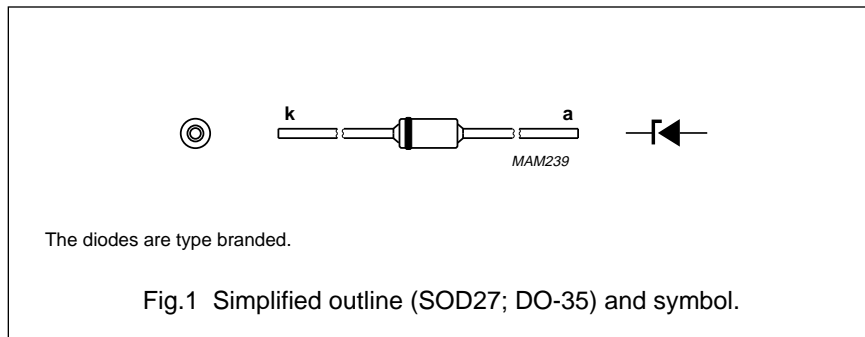 k
a
MAM239
The diodes are type branded.
Fig.1 Simplified outline (SOD27; DO-35) and symbol.